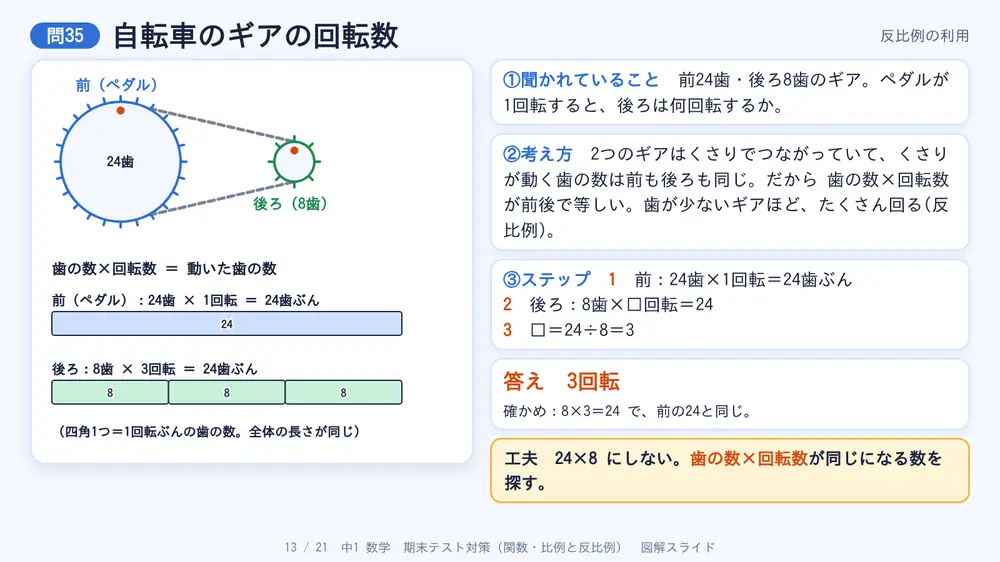 問35 自転車のギアの回転数
反比例の利用
前（ペダル）
24歯
後ろ（8歯）
歯の数×回転数 ＝ 動いた歯の数
前（ペダル）：24歯 × 1回転 ＝ 24歯ぶん
24
後ろ：8歯 × 3回転 ＝ 24歯ぶん
8 8 8
（四角1つ＝1回転ぶんの歯の数。全体の長さが同じ）
①聞かれていること 前24歯・後ろ8歯のギア。ペダルが
1回転すると、後ろは何回転するか。
②考え方 2つのギアはくさりでつながっていて、くさり
が動く歯の数は前も後ろも同じ。だから 歯の数×回転数
が前後で等しい。歯が少ないギアほど、たくさん回る(反
比例)。
③ステップ 1 前：24歯×1回転＝24歯ぶん
2 後ろ：8歯×□回転＝24
3 □＝24÷8＝3
答え 3回転
確かめ：8×3＝24 で、前の24と同じ。
工夫 24×8 にしない。歯の数×回転数が同じになる数を
探す。
13 / 21 中1 数学 期末テスト対策（関数・比例と反比例） 図解スライド